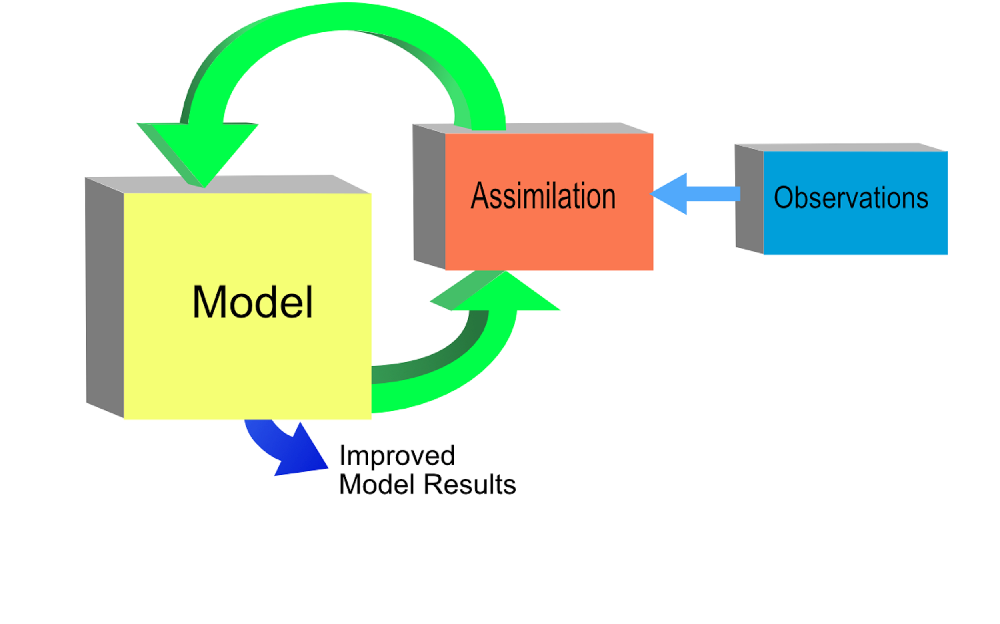 Assimilation
Observations
Model
Improved
Model Results